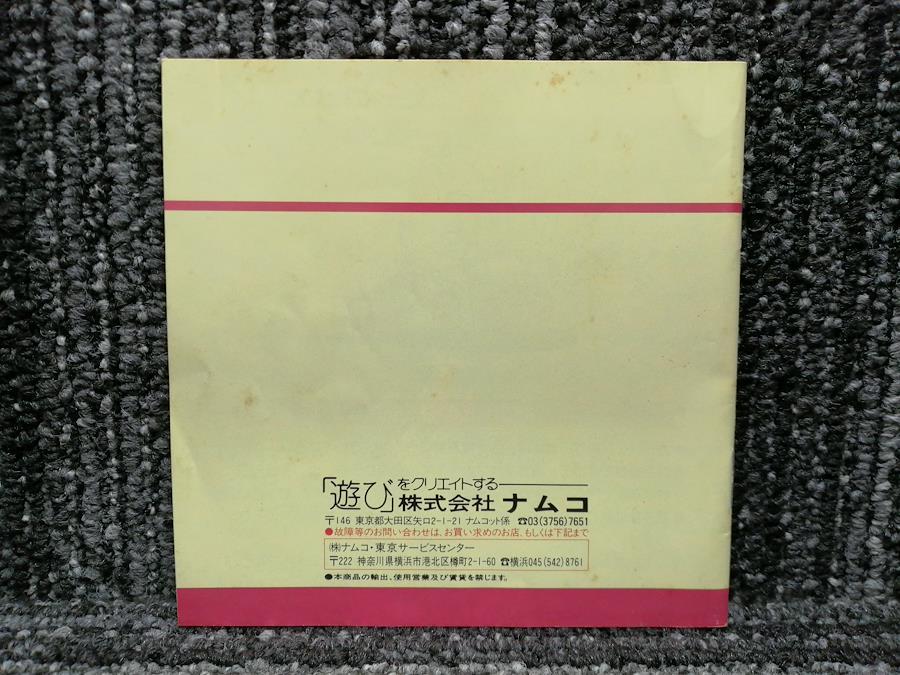 「遊び」をクリエイトする
株式会社 ナムコ
〒146 東京都大田区矢口2-1-21 ナムコット係 ☎03(3756)7651
●故障等のお問い合わせは、お買い求めのお店、もしくは下記まで
㈱ナムコ・東京サービスセンター
〒222 神奈川県横浜市港北区樽町2-1-60 ☎横浜045(542)8761
●本商品の輸出、使用営業及び賃貸を禁じます。